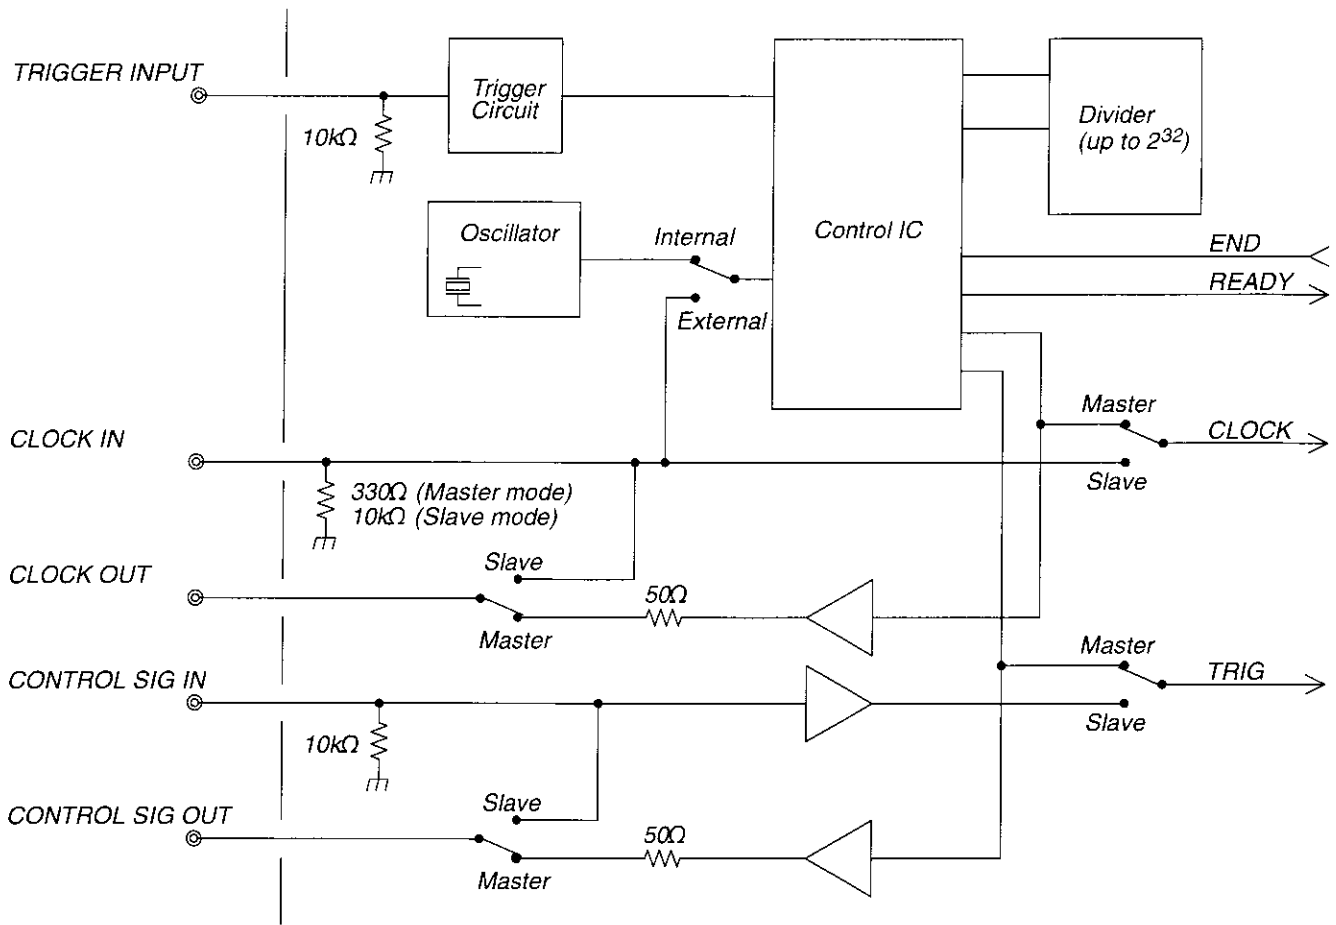 TRIGGER INPUT
10kΩ
Trigger
Circuit
Control IC
Divider
(up to 2³²)
Oscillator
Internal
External
END
READY
CLOCK IN
330Ω (Master mode)
10kΩ (Slave mode)
Master
CLOCK
Slave
CLOCK OUT
Slave
Master
50Ω
CONTROL SIG IN
10kΩ
Master
TRIG
Slave
CONTROL SIG OUT
Slave
Master
50Ω